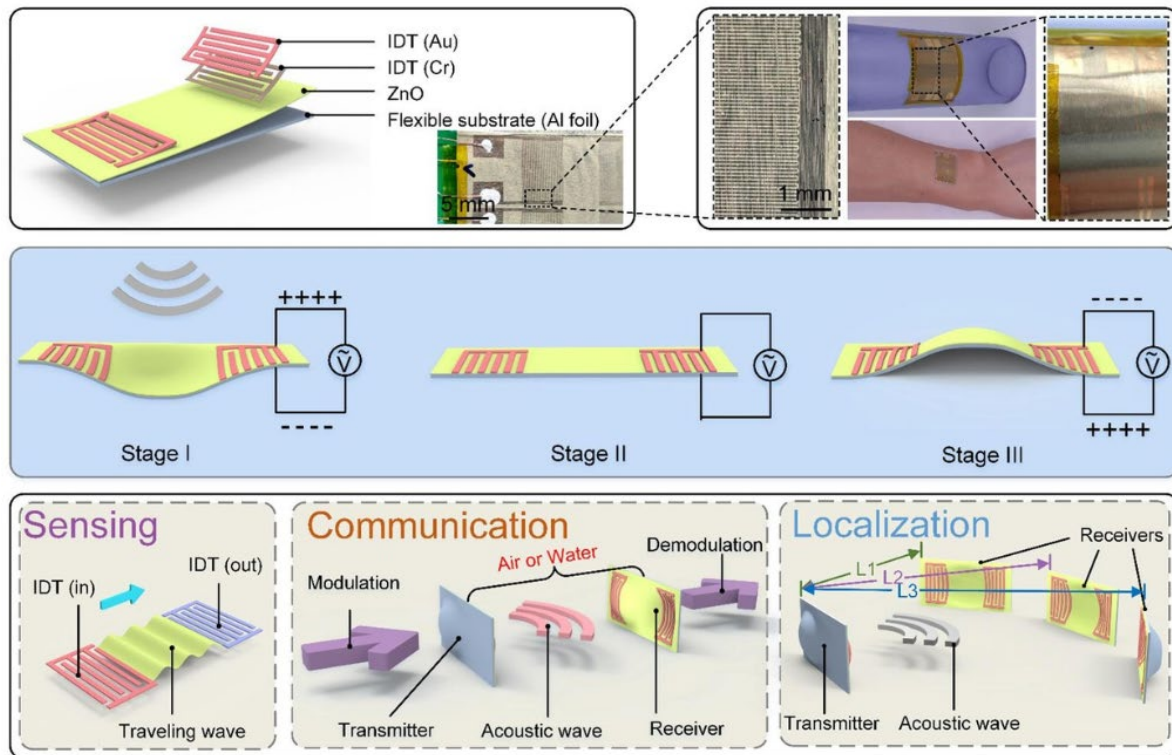 IDT (Au)
IDT (Cr)
ZnO
Flexible substrate (Al foil)
5 mm
1 mm
++++
Ṽ
----
Stage I
Ṽ
Stage II
----
Ṽ
++++
Stage III
Sensing
IDT (in)
IDT (out)
Traveling wave
Communication
Air or Water
Modulation
Demodulation
Transmitter
Acoustic wave
Receiver
Localization
Receivers
L1
L2
L3
Transmitter
Acoustic wave